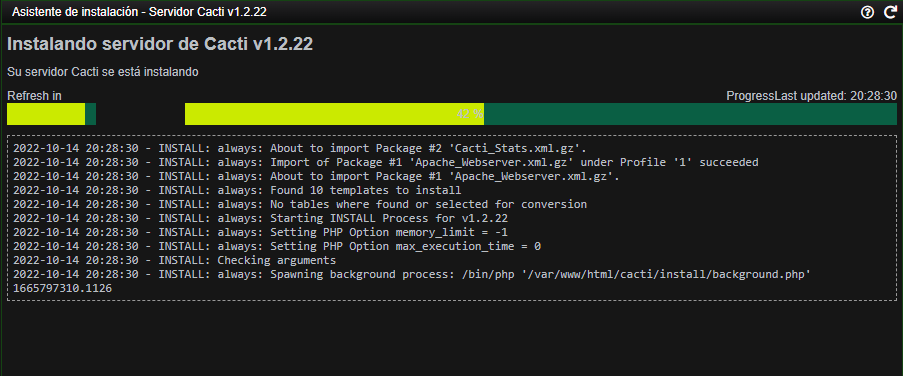 Asistente de instalación - Servidor Cacti v1.2.22
Instalando servidor de Cacti v1.2.22
Su servidor Cacti se está instalando
Refresh in
ProgressLast updated: 20:28:30
2022-10-14 20:28:30 - INSTALL: always: About to import Package #2 'Cacti_Stats.xml.gz'.
2022-10-14 20:28:30 - INSTALL: always: Import of Package #1 'Apache_Webserver.xml.gz' under Profile '1' succeeded
2022-10-14 20:28:30 - INSTALL: always: About to import Package #1 'Apache_Webserver.xml.gz'.
2022-10-14 20:28:30 - INSTALL: always: Found 10 templates to install
2022-10-14 20:28:30 - INSTALL: always: No tables where found or selected for conversion
2022-10-14 20:28:30 - INSTALL: always: Starting INSTALL Process for v1.2.22
2022-10-14 20:28:30 - INSTALL: always: Setting PHP Option memory_limit = -1
2022-10-14 20:28:30 - INSTALL: always: Setting PHP Option max_execution_time = 0
2022-10-14 20:28:30 - INSTALL: Checking arguments
2022-10-14 20:28:30 - INSTALL: always: Spawning background process: /bin/php '/var/www/html/cacti/install/background.php'
1665797310.1126